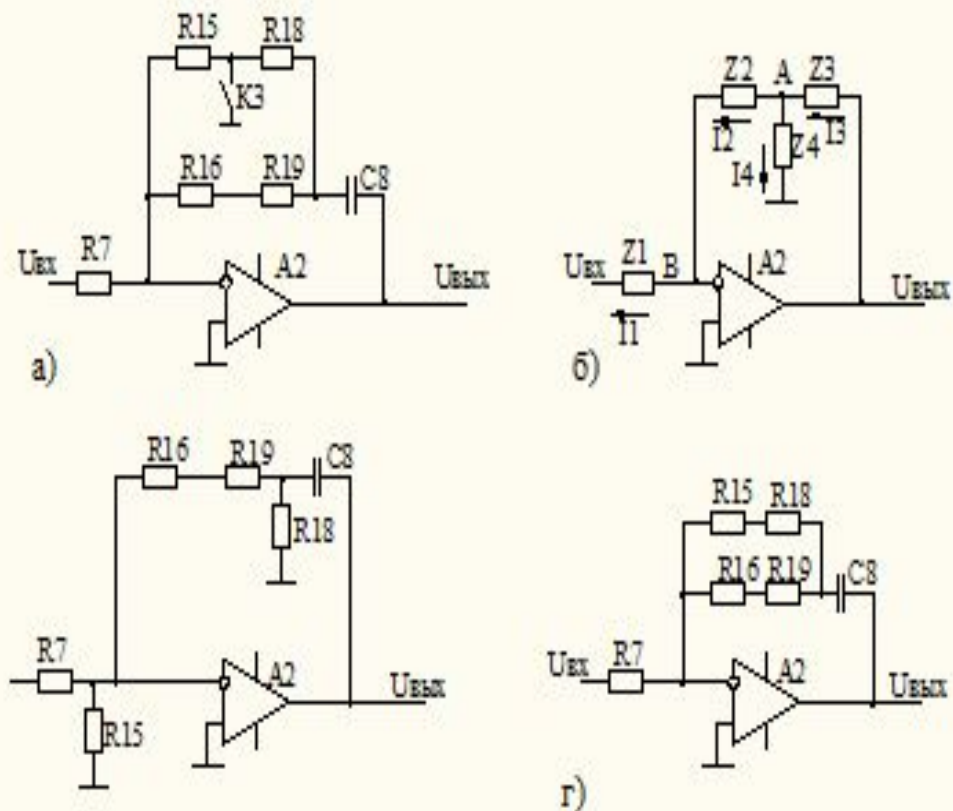 R15 R18
K3
R16 R19 C8
R7
Uвх
A2
Uвых
а)
Z2 A Z3
I2 I3
Z4
I4
Uвх Z1 B
A2
Uвых
I1
б)
R16 R19 C8
R18
R7
A2
Uвых
R15
R15 R18
R16 R19 C8
Uвх R7
A2
Uвых
г)